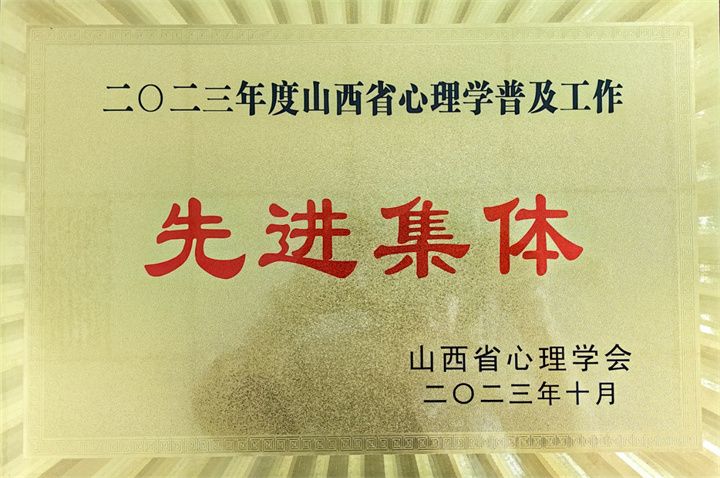 二〇二三年度山西省心理学普及工作
先进集体
山西省心理学会
二〇二三年十月